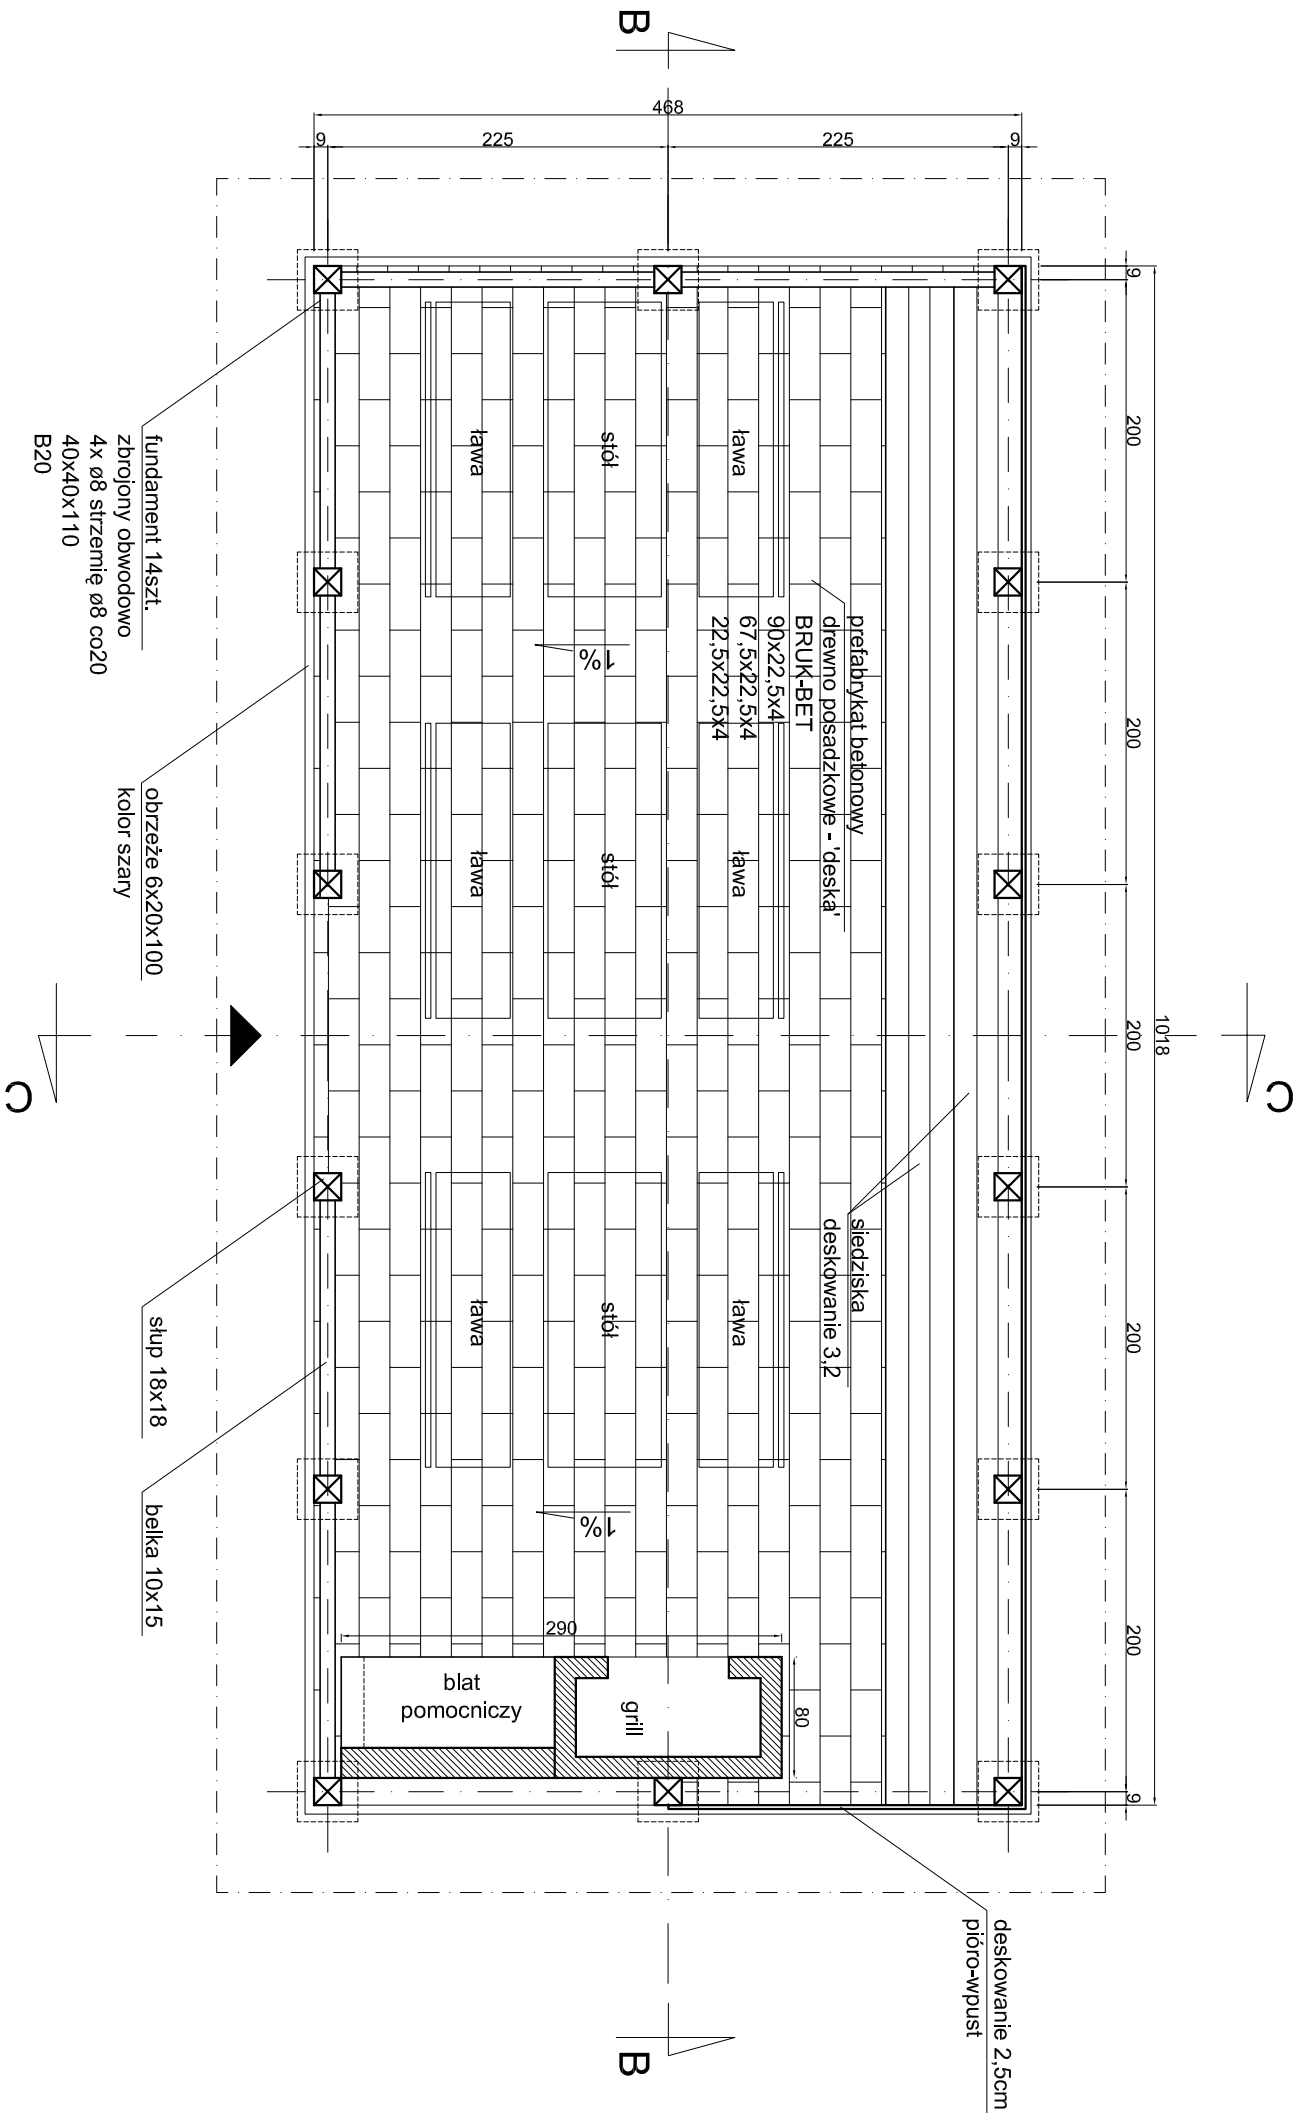 B
468
9
225
225
9
9
200
200
200
200
200
9
1018
C
C
ława
stół
ława
ława
stół
ława
ława
stół
ława
1%
1%
prefabrykat betonowy
drewno posadzkowe - 'deska'
BRUK-BET
90x22,5x4
67,5x22,5x4
22,5x22,5x4
fundament 14szt.
zbrojony obwodowo
4x ø8 strzemię ø8 co20
40x40x110
B20
obrzeże 6x20x100
kolor szary
siedziska
deskowanie 3,2
słup 18x18
belka 10x15
290
80
blat
pomocniczy
grill
deskowanie 2,5cm
pióro-wpust
B